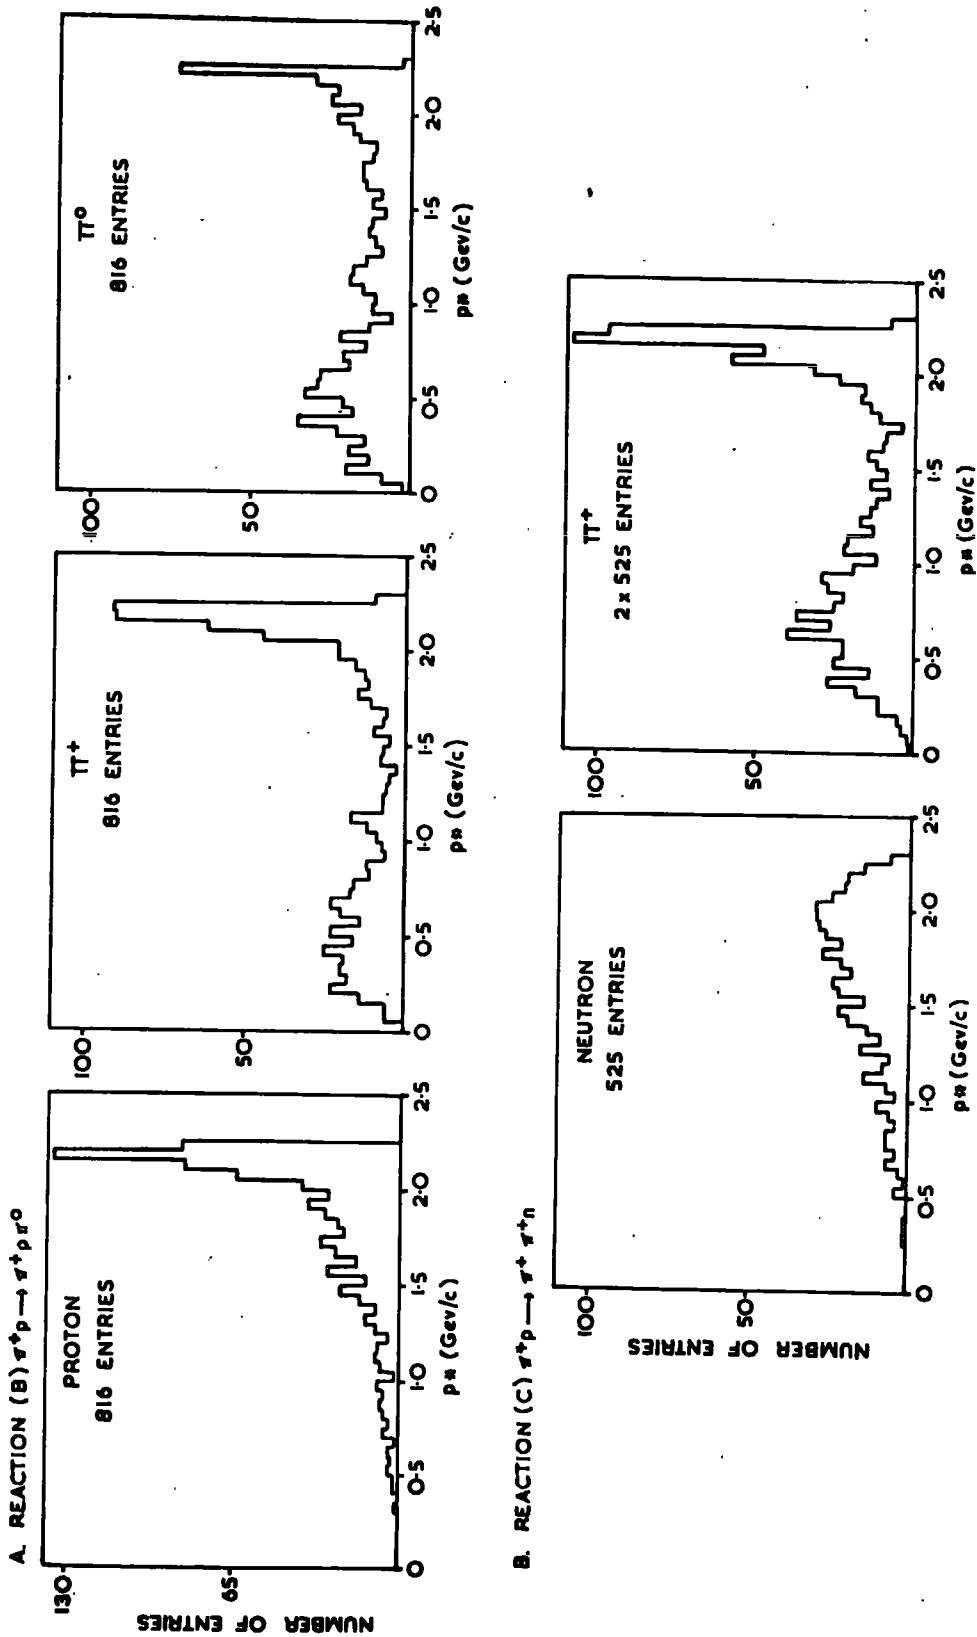 A. REACTION (B) π⁺p → π⁺p π⁰
NUMBER OF ENTRIES
130
65
PROTON
816 ENTRIES
0
0·5
1·0
1·5
2·0
2·5
p* (Gev/c)
100
50
π⁺
816 ENTRIES
0
0·5
1·0
1·5
2·0
2·5
p* (Gev/c)
100
50
π⁰
816 ENTRIES
0
0·5
1·0
1·5
2·0
2·5
p* (Gev/c)
B. REACTION (C) π⁺p → π⁺ π⁺n
NUMBER OF ENTRIES
100
50
NEUTRON
525 ENTRIES
0
0·5
1·0
1·5
2·0
2·5
p* (Gev/c)
100
50
π⁺
2 x 525 ENTRIES
0
0·5
1·0
1·5
2·0
2·5
p* (Gev/c)